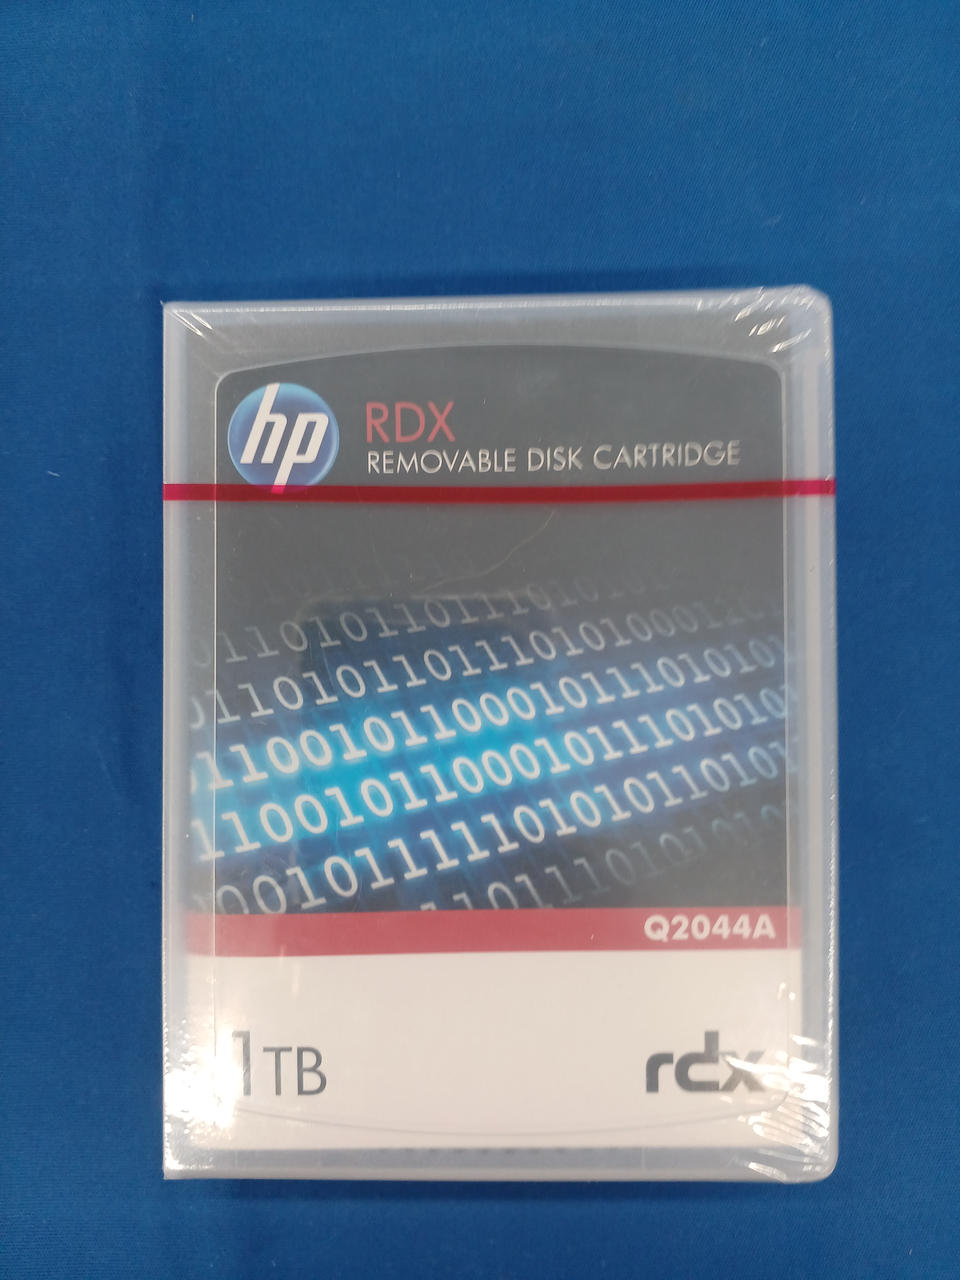 hp
RDX
REMOVABLE DISK CARTRIDGE
Q2044A
1TB
rdx